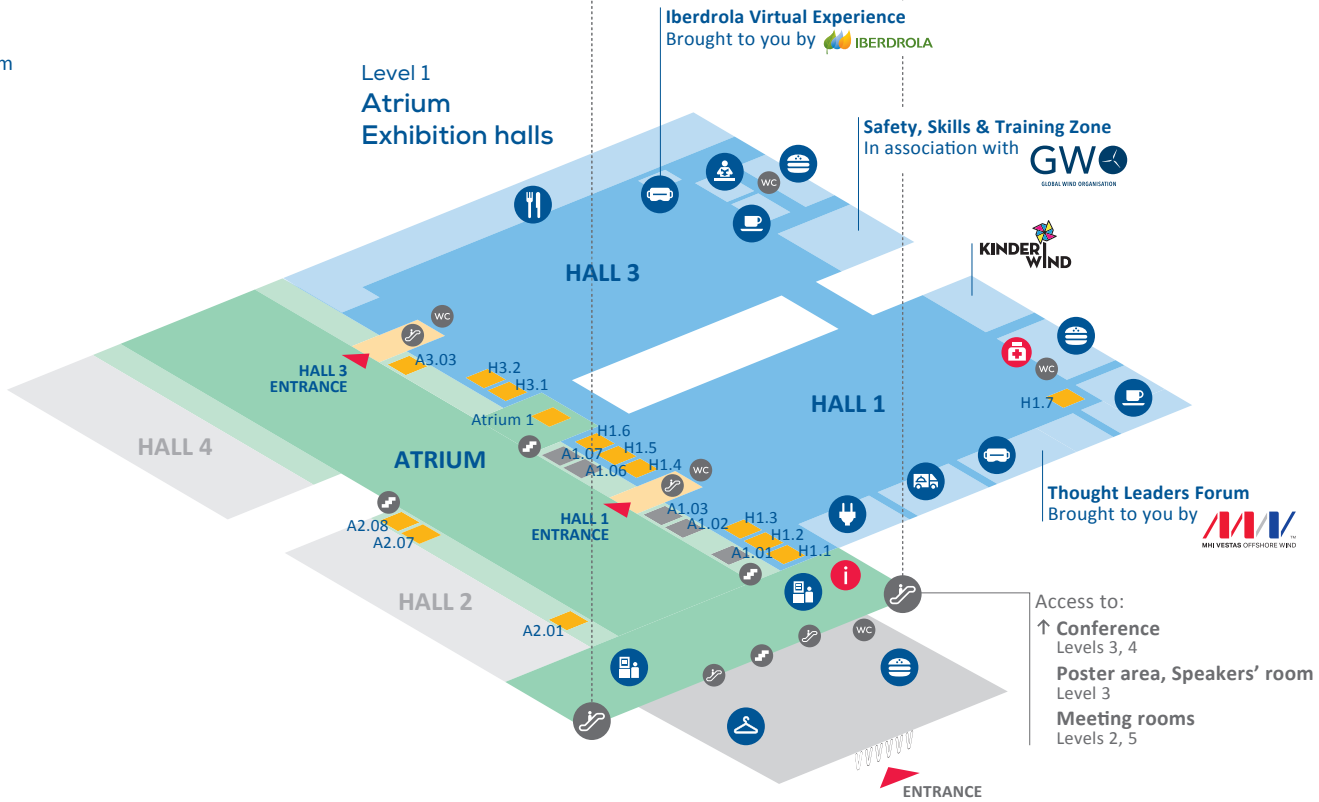 m
Iberdrola Virtual Experience
Brought to you by IBERDROLA
Level 1
Atrium
Exhibition halls
Safety, Skills & Training Zone
In association with GWO
GLOBAL WIND ORGANISATION
WC
KINDER
WIND
HALL 3
WC
A3.03
HALL 3
ENTRANCE
H3.2
H3.1
WC
H1.7
HALL 1
Atrium 1
H1.6
HALL 4
ATRIUM
A1.07
H1.5
A1.06
H1.4
WC
Thought Leaders Forum
Brought to you by
MHI VESTAS OFFSHORE WIND
TM
HALL 1
ENTRANCE
A1.03
A1.02
H1.3
H1.2
A1.01
H1.1
A2.08
A2.07
i
HALL 2
A2.01
WC
Access to:
↑ Conference
Levels 3, 4
Poster area, Speakers' room
Level 3
Meeting rooms
Levels 2, 5
ENTRANCE